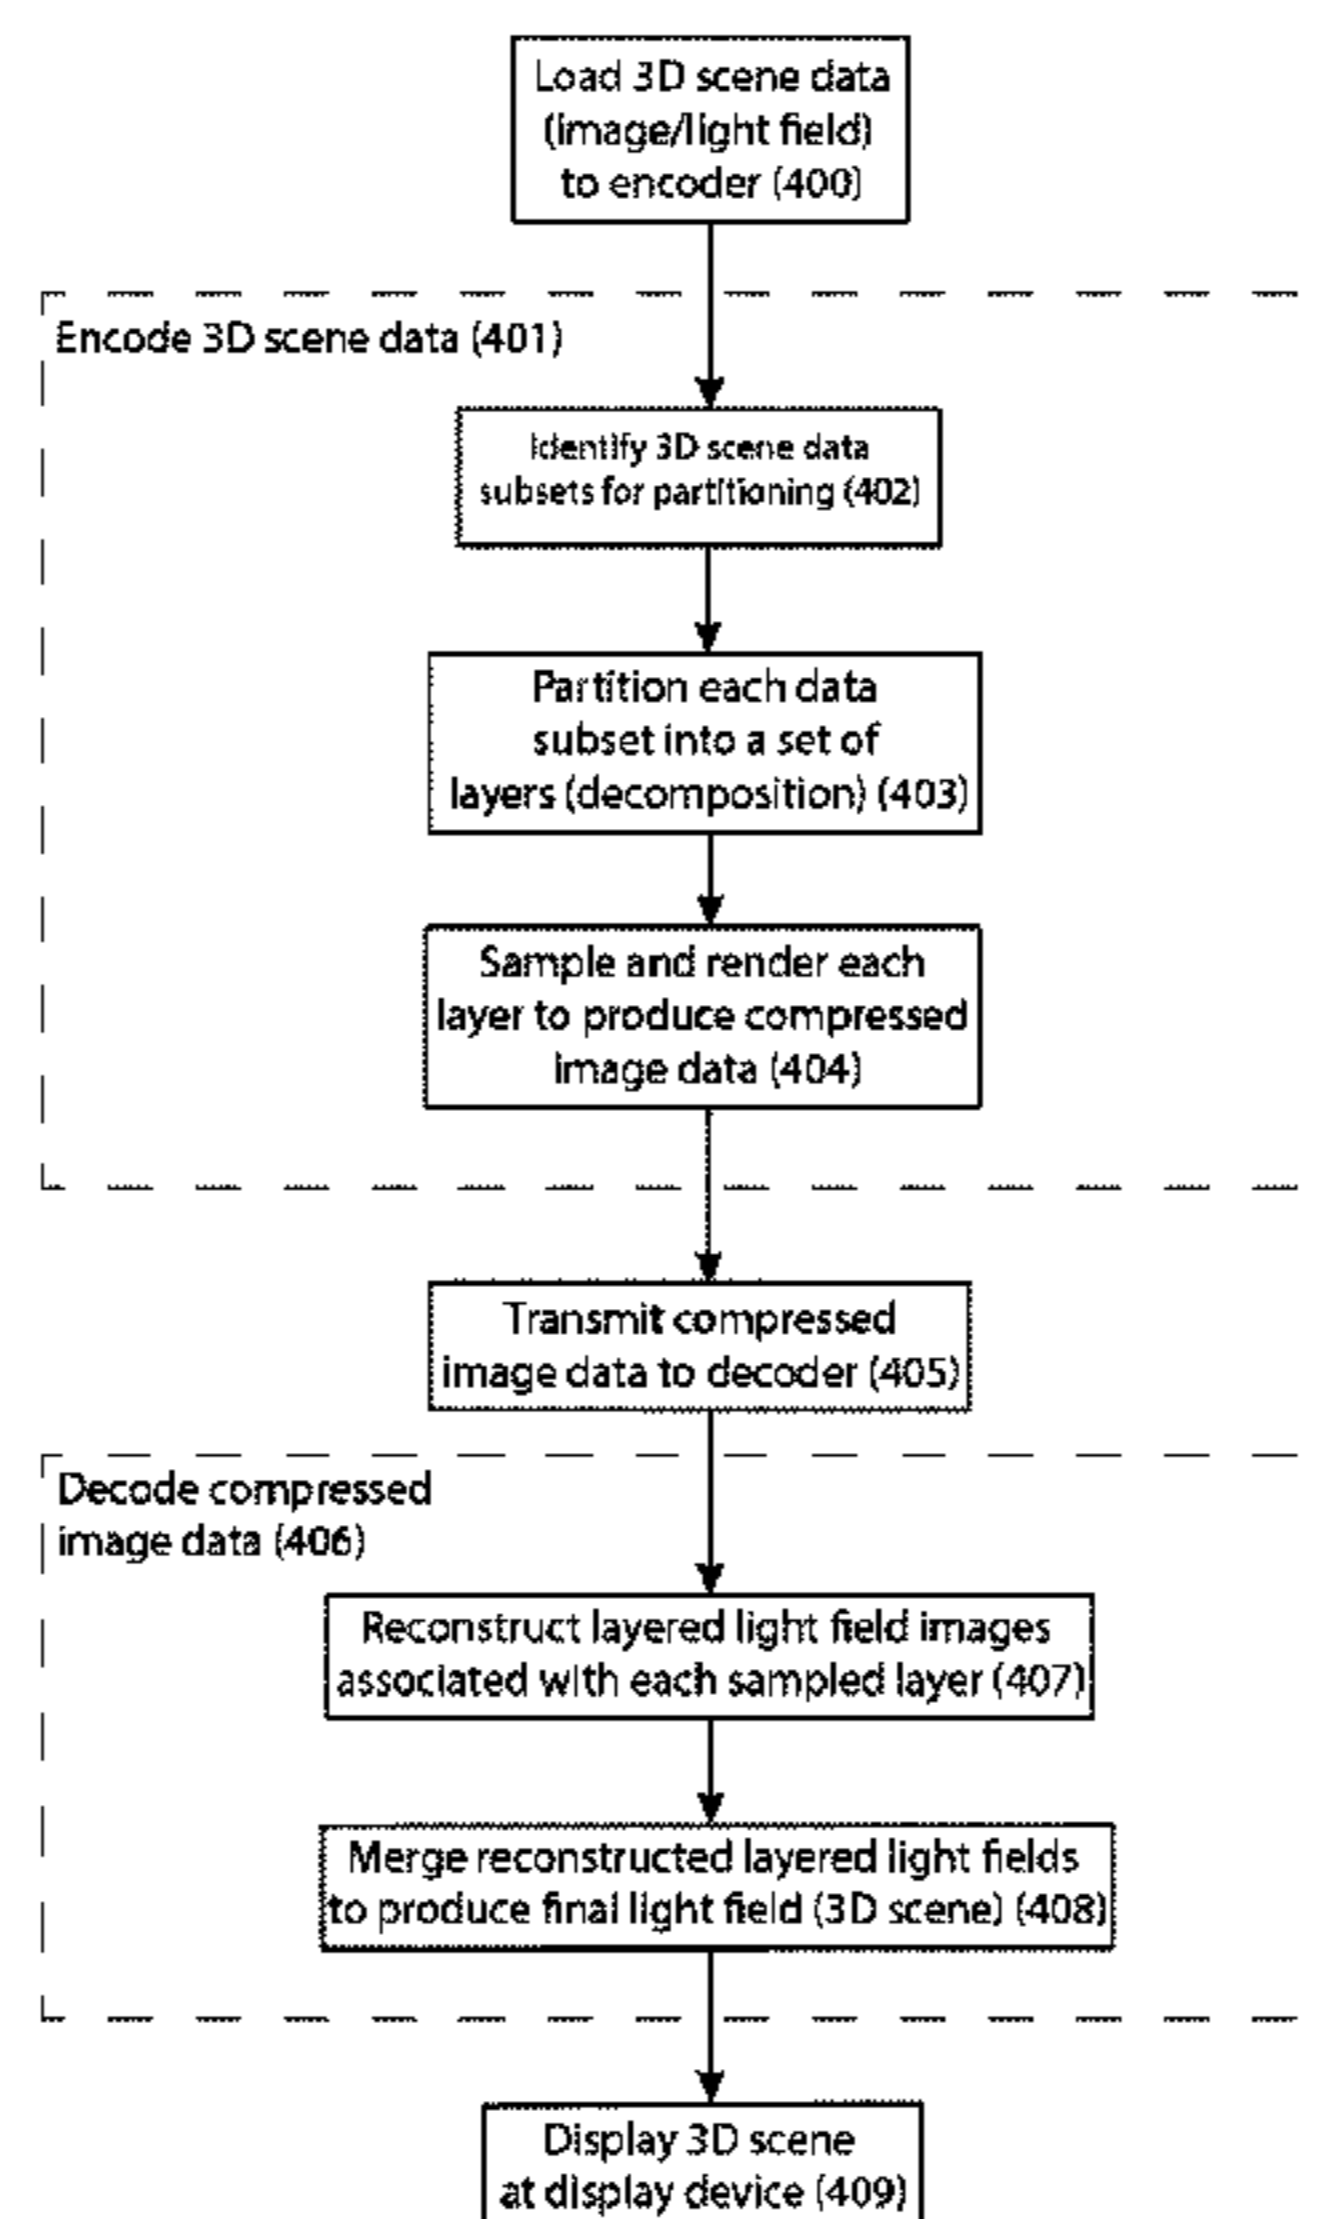 Load 3D scene data
(image/light field)
to encoder (400)
Encode 3D scene data (401)
Identify 3D scene data
subsets for partitioning (402)
Partition each data
subset into a set of
layers (decomposition) (403)
Sample and render each
layer to produce compressed
image data (404)
Transmit compressed
image data to decoder (405)
Decode compressed
image data (406)
Reconstruct layered light field images
associated with each sampled layer (407)
Merge reconstructed layered light fields
to produce final light field (3D scene) (408)
Display 3D scene
at display device (409)